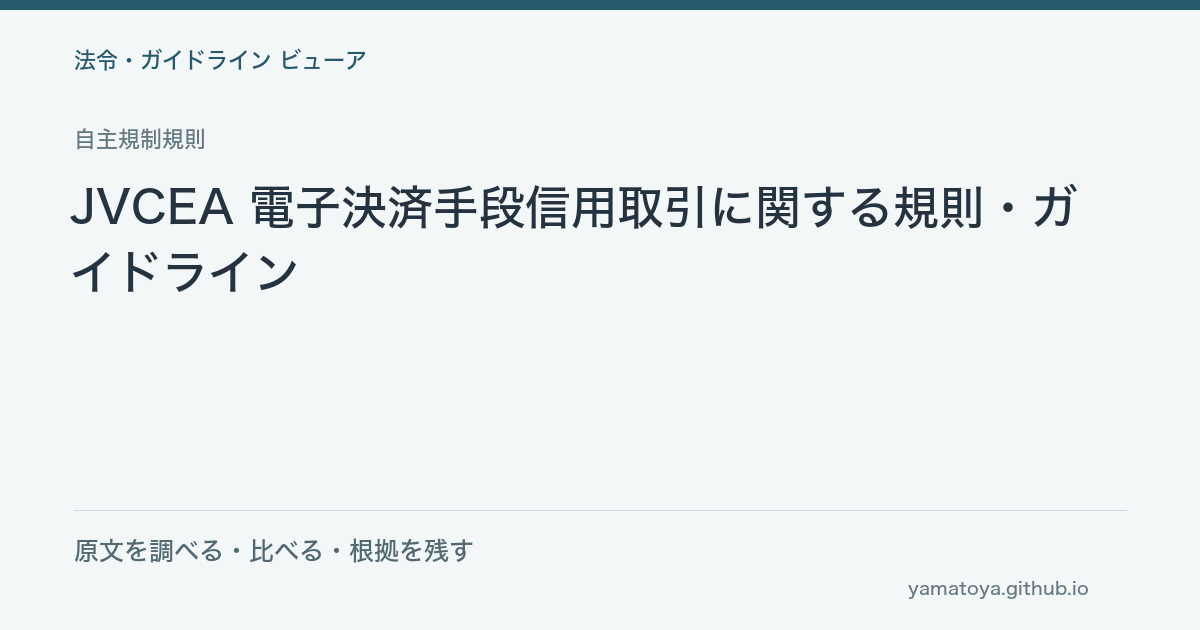 法令・ガイドライン ビューア
自主規制規則
JVCEA 電子決済手段信用取引に関する規則・ガ
イドライン
原文を調べる・比べる・根拠を残す
yamatoya.github.io